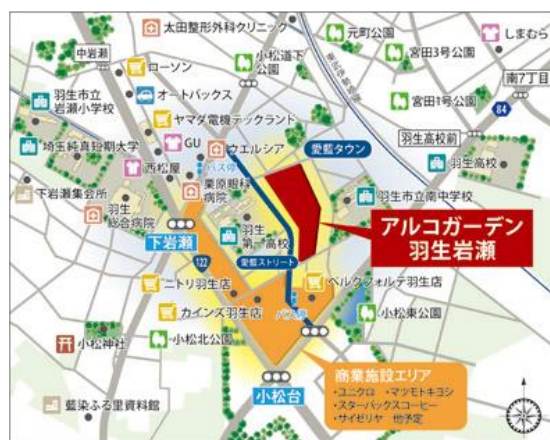 太田整形外科クリニック
元町公園
しまむら
中岩瀬
ローソン
小松道下
公園
宮田3号公園
南7丁目
羽生市立
岩瀬小学校
オートバックス
宮田1号公園
84
ヤマダ電機テックランド
羽生高校前
埼玉純真短期大学
GU
ウエルシア
愛藍タウン
羽生高校
西松屋
バス停
栗原眼科
病院
下岩瀬集会所
羽生
総合病院
羽生市立南中学校
アルコガーデン
羽生岩瀬
下岩瀬
羽生
第一高校
愛藍ストリート
122
ニトリ羽生店
ベルクフォルテ羽生店
バス停
カインズ羽生店
小松東公園
小松神社
小松北公園
商業施設エリア
・ユニクロ ・マツモトキヨシ
・スターバックスコーヒー
・サイゼリヤ 他予定
小松台
藍染ふる里資料館